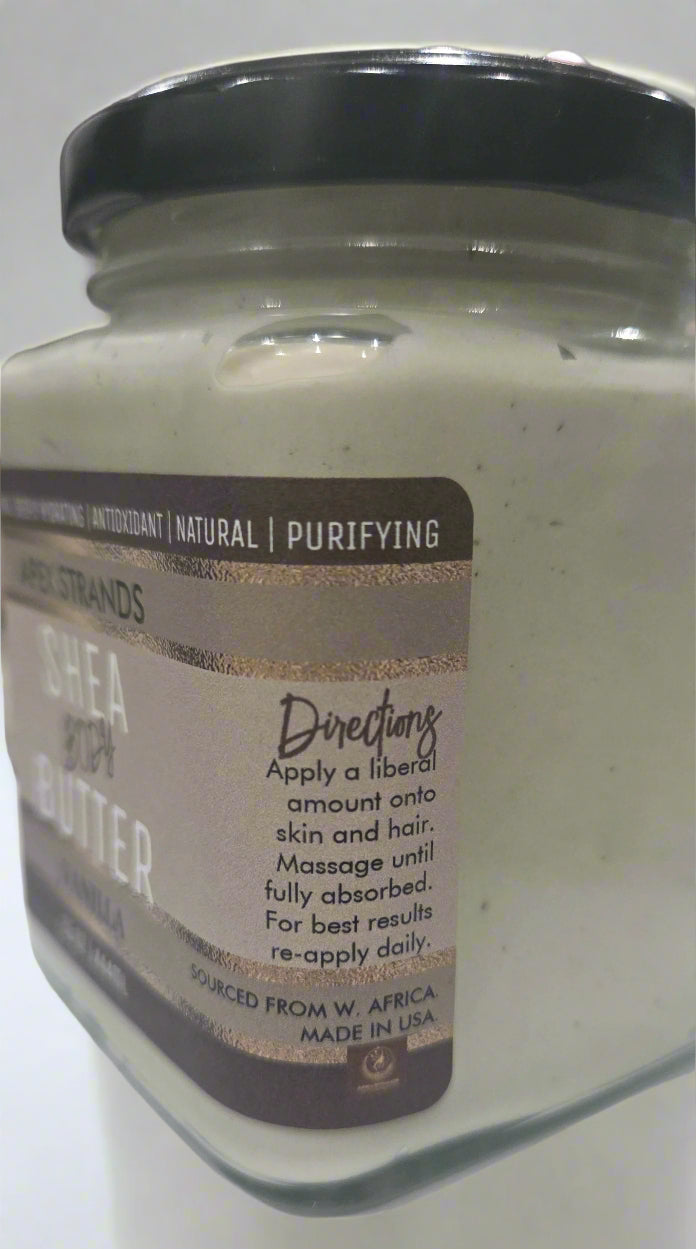 HYDRATING | ANTIOXIDANT | NATURAL | PURIFYING
APEX STRANDS
SHEA
BODY
BUTTER
VANILLA
Directions
Apply a liberal
amount onto
skin and hair.
Massage until
fully absorbed.
For best results
re-apply daily.
SOURCED FROM W. AFRICA.
MADE IN USA.